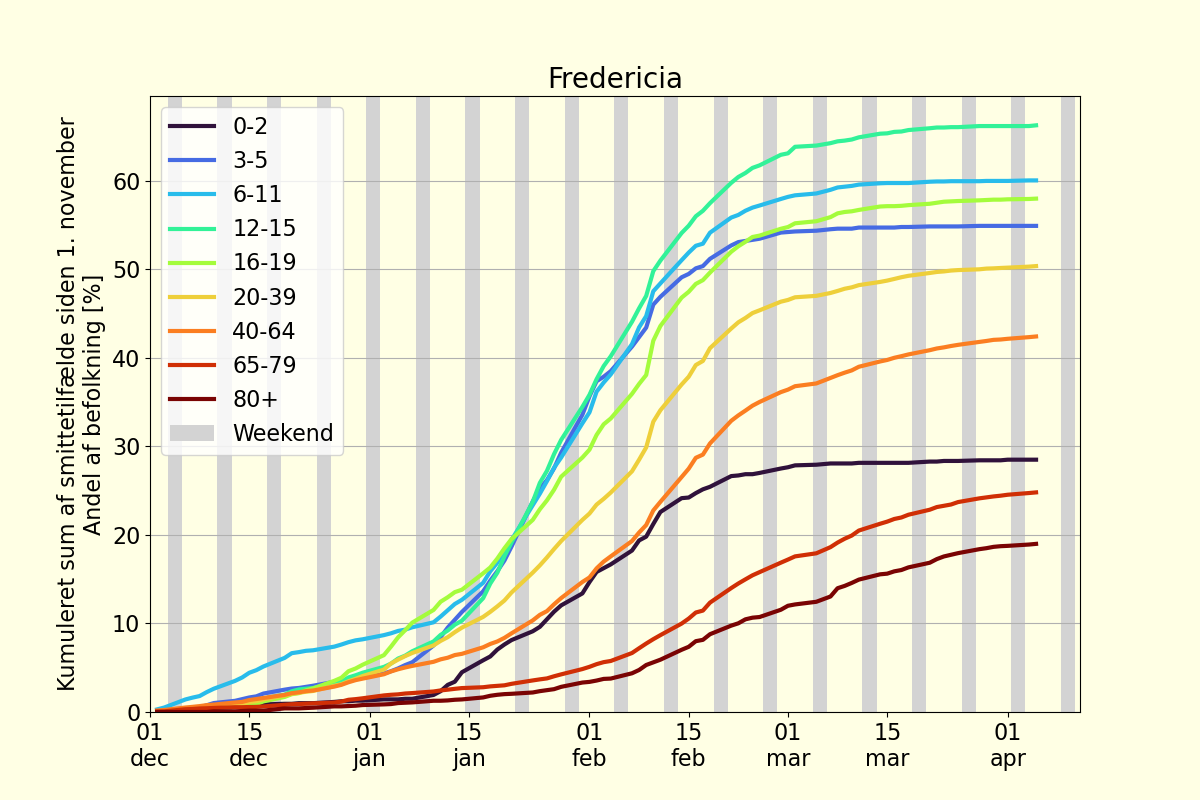 Fredericia
Kumuleret sum af smittetilfælde siden 1. november
Andel af befolkning [%]
60
50
40
30
20
10
0
0-2
3-5
6-11
12-15
16-19
20-39
40-64
65-79
80+
Weekend
01 15 01 15 01 15 01 15 01
dec dec jan jan feb feb mar mar apr